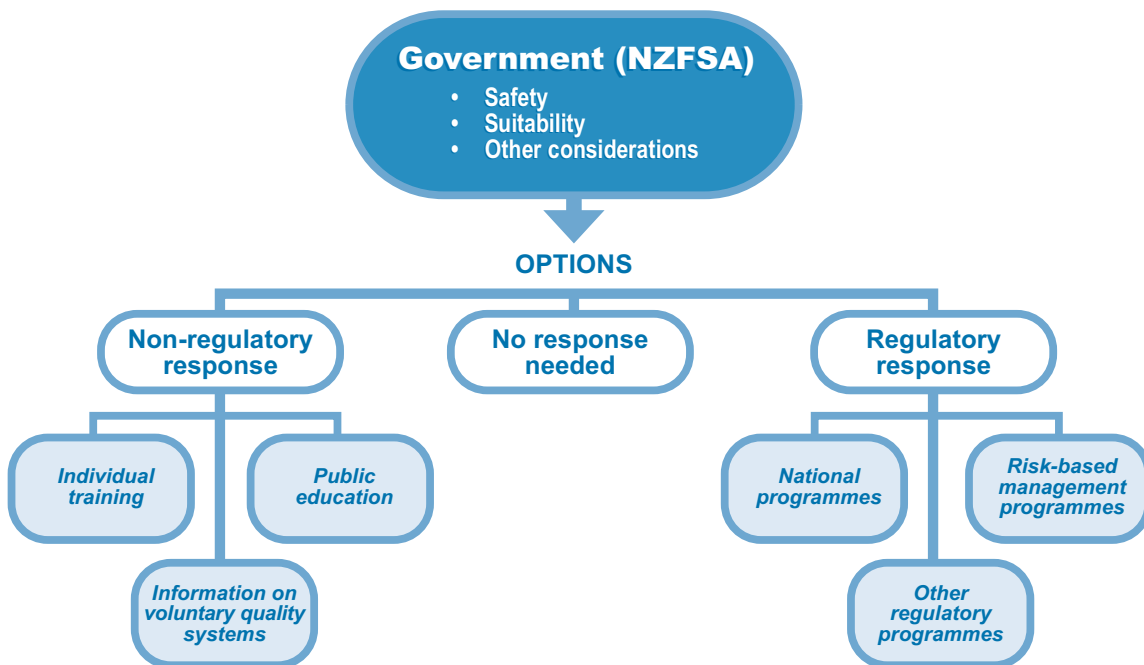 Government (NZFSA)
• Safety
• Suitability
• Other considerations
OPTIONS
Non-regulatory
response
No response
needed
Regulatory
response
Individual
training
Public
education
Information on
voluntary quality
systems
National
programmes
Risk-based
management
programmes
Other
regulatory
programmes